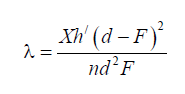 λ = Xh′(d − F)² / nd²F